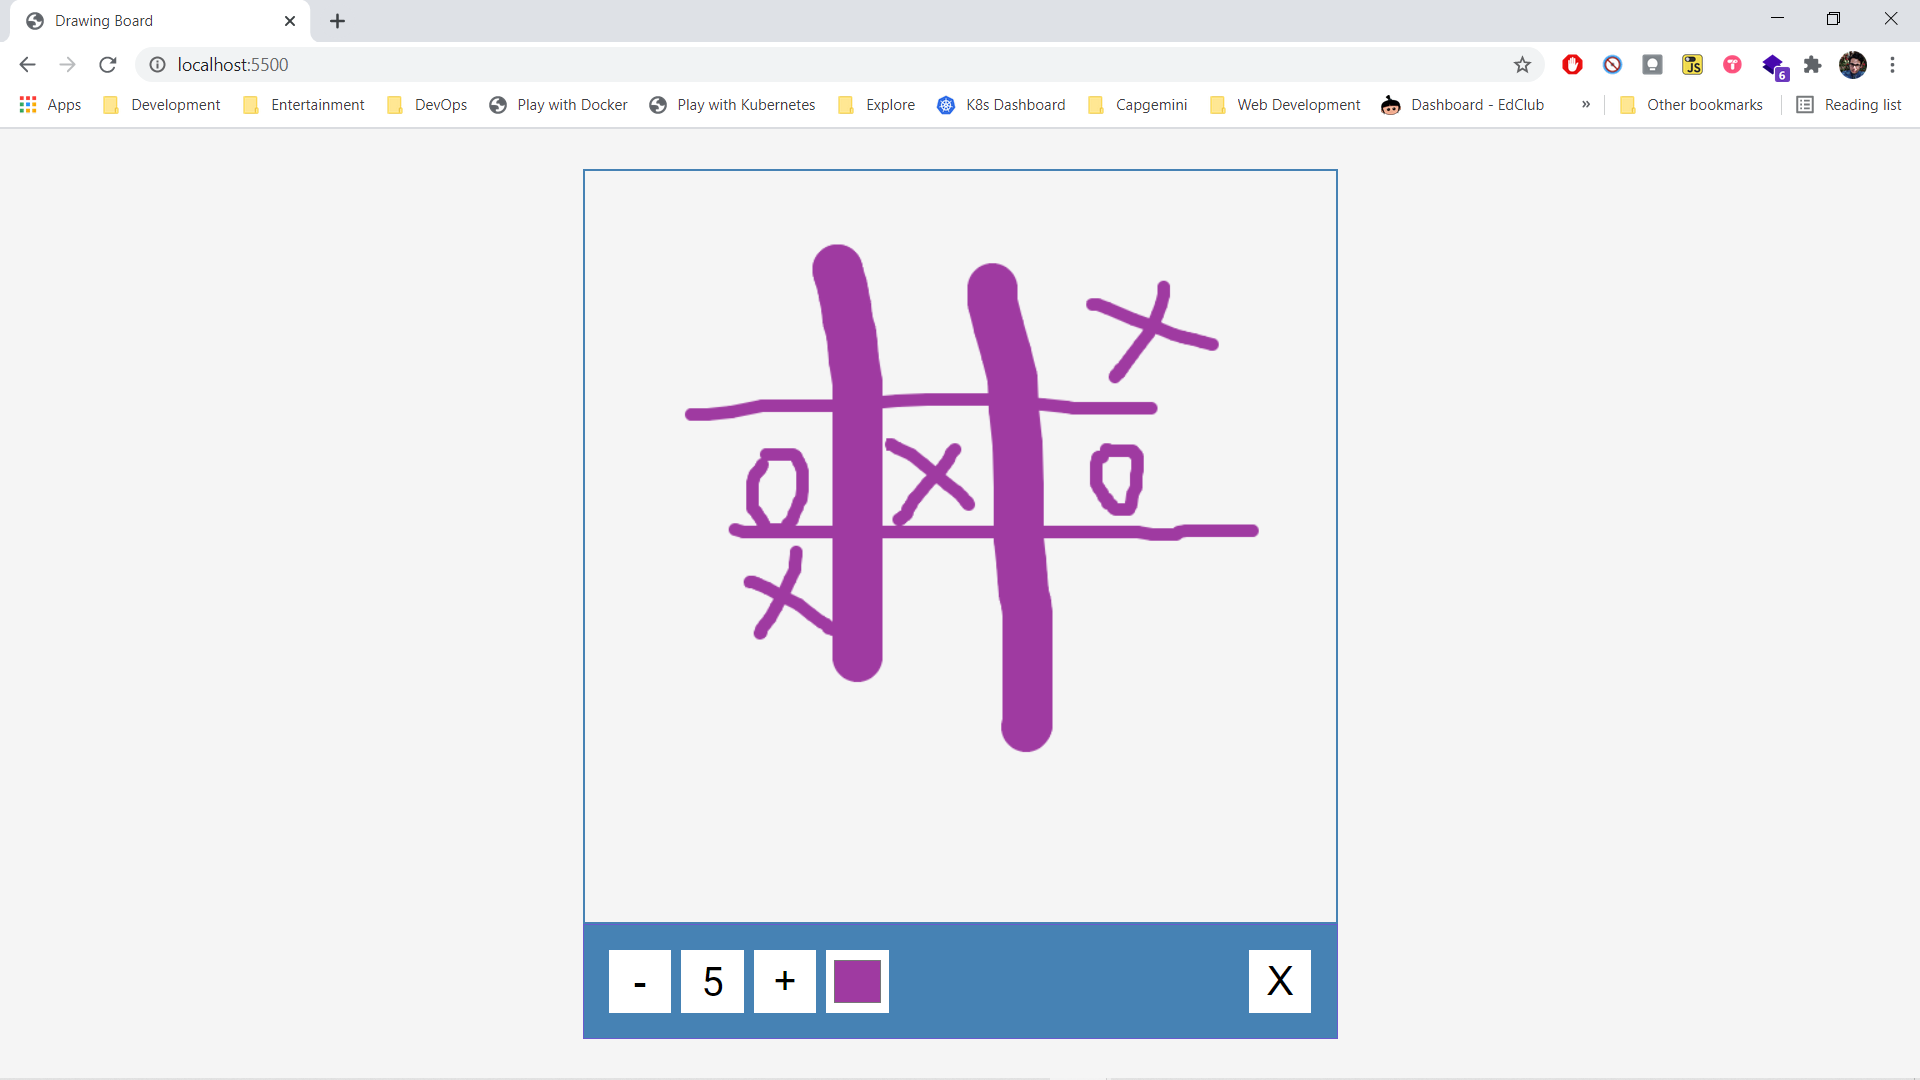 Drawing Board
localhost:5500
6
Apps Development Entertainment DevOps Play with Docker Play with Kubernetes Explore K8s Dashboard Capgemini Web Development Dashboard - EdClub » Other bookmarks Reading list
X
O X O
X
- 5 + X